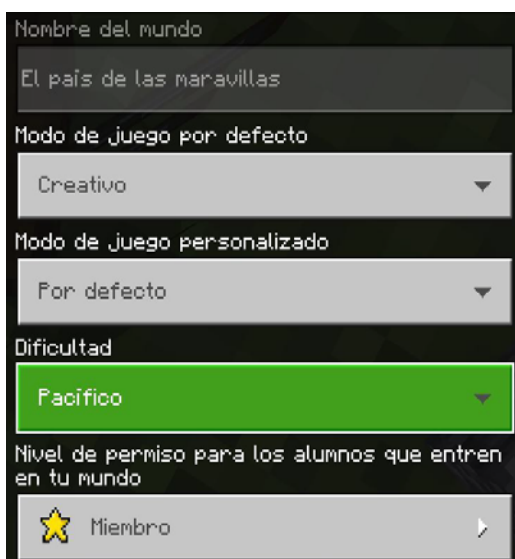 Nombre del mundo
El pais de las maravillas
Modo de juego por defecto
Creativo
Modo de juego personalizado
Por defecto
Dificultad
Pacífico
Nivel de permiso para los alumnos que entren
en tu mundo
Miembro